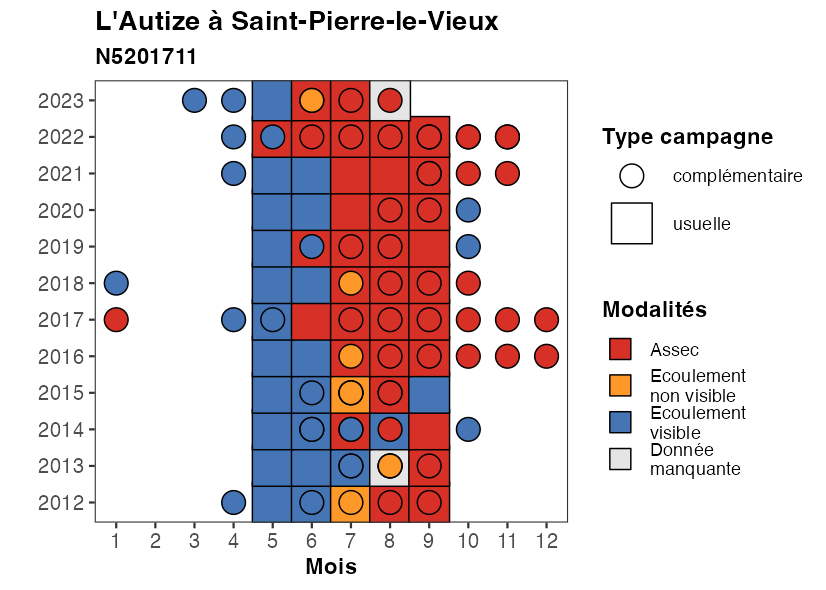 L'Autize à Saint-Pierre-le-Vieux
N5201711
2023
2022
2021
2020
2019
2018
2017
2016
2015
2014
2013
2012
1 2 3 4 5 6 7 8 9 10 11 12
Mois
Type campagne
complémentaire
usuelle
Modalités
Assec
Ecoulement
non visible
Ecoulement
visible
Donnée
manquante